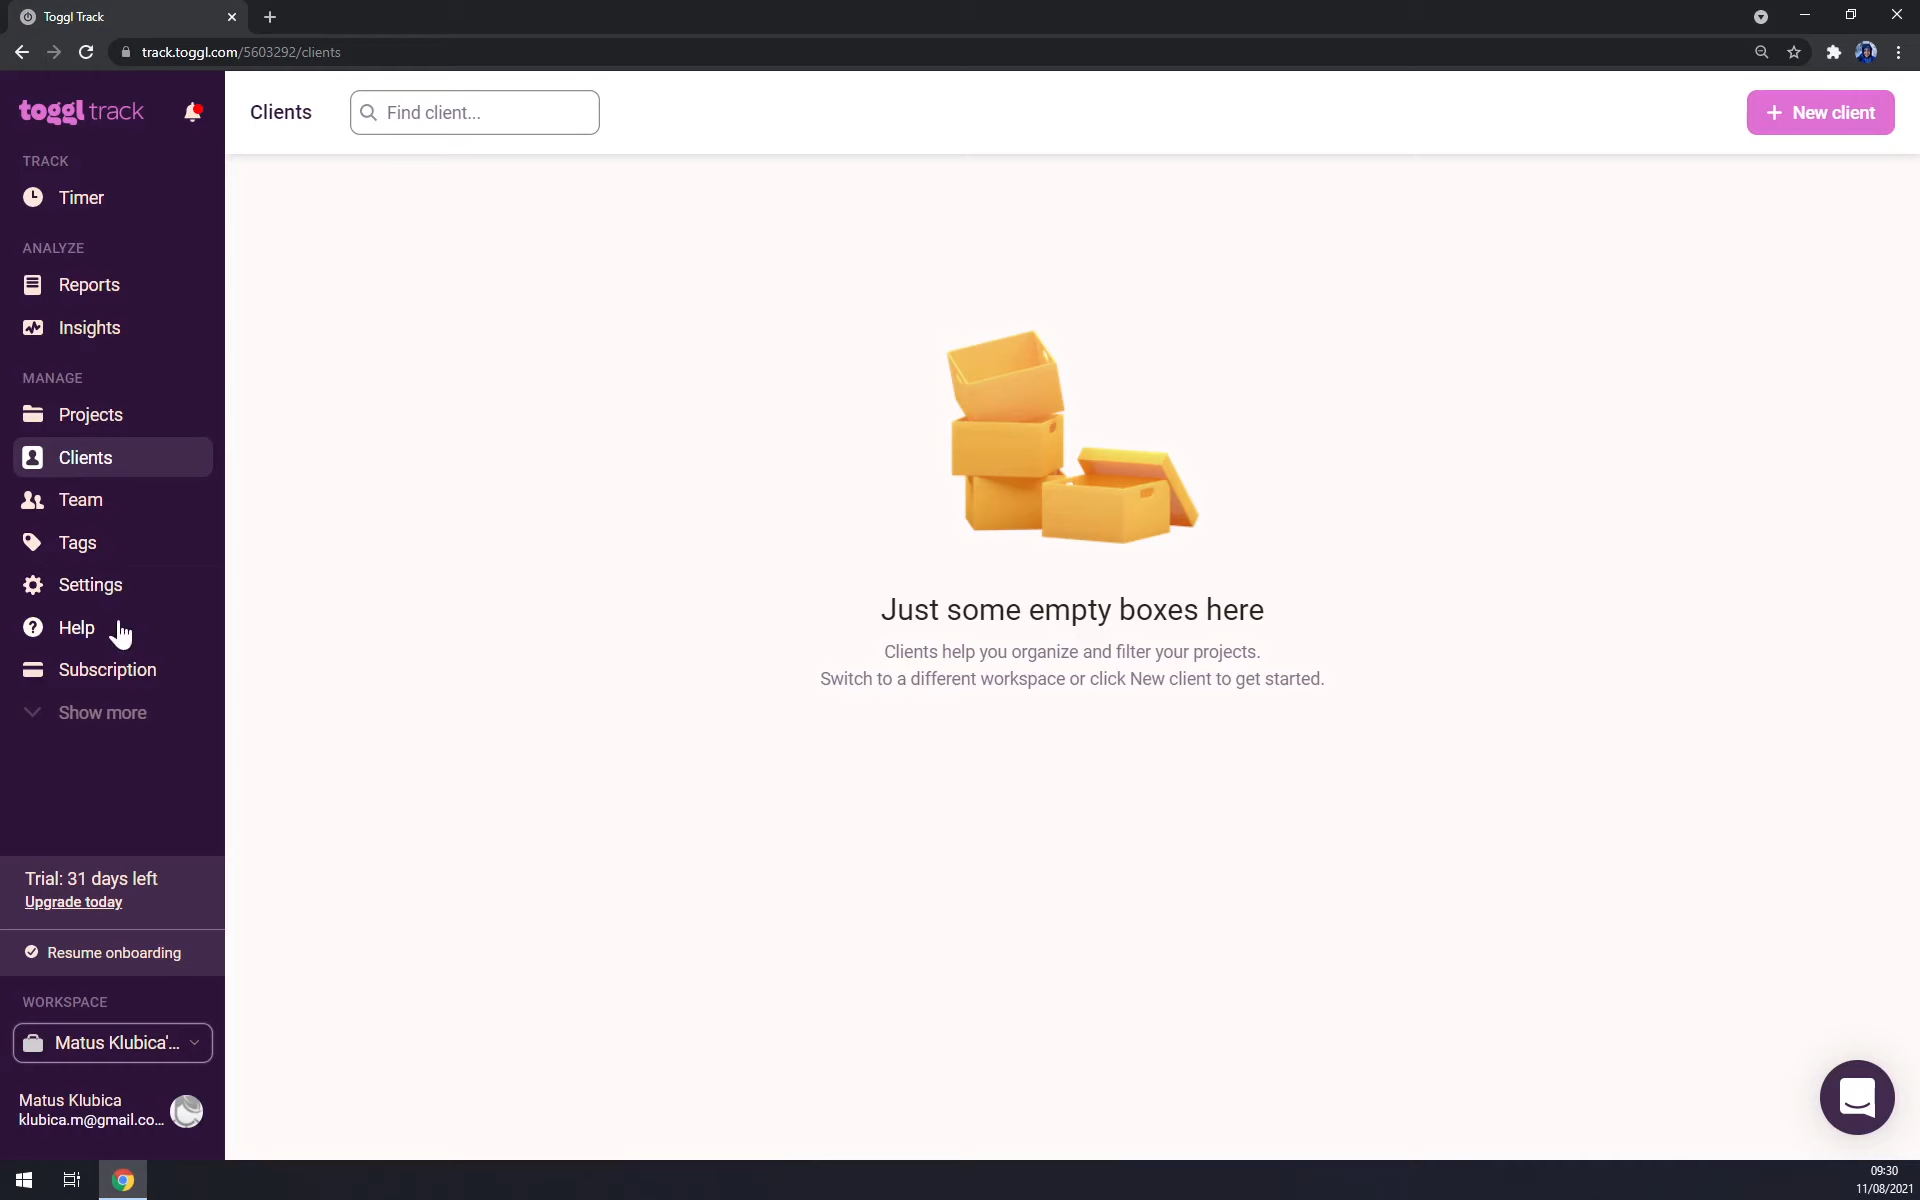 Toggl Track
track.toggl.com/5603292/clients
toggl track
TRACK
Timer
ANALYZE
Reports
Insights
MANAGE
Projects
Clients
Team
Tags
Settings
Help
Subscription
Show more
Trial: 31 days left
Upgrade today
Resume onboarding
WORKSPACE
Matus Klubica'...
Matus Klubica
klubica.m@gmail.co...
Clients
Find client...
+ New client
Just some empty boxes here
Clients help you organize and filter your projects.
Switch to a different workspace or click New client to get started.
09:30
11/08/2021